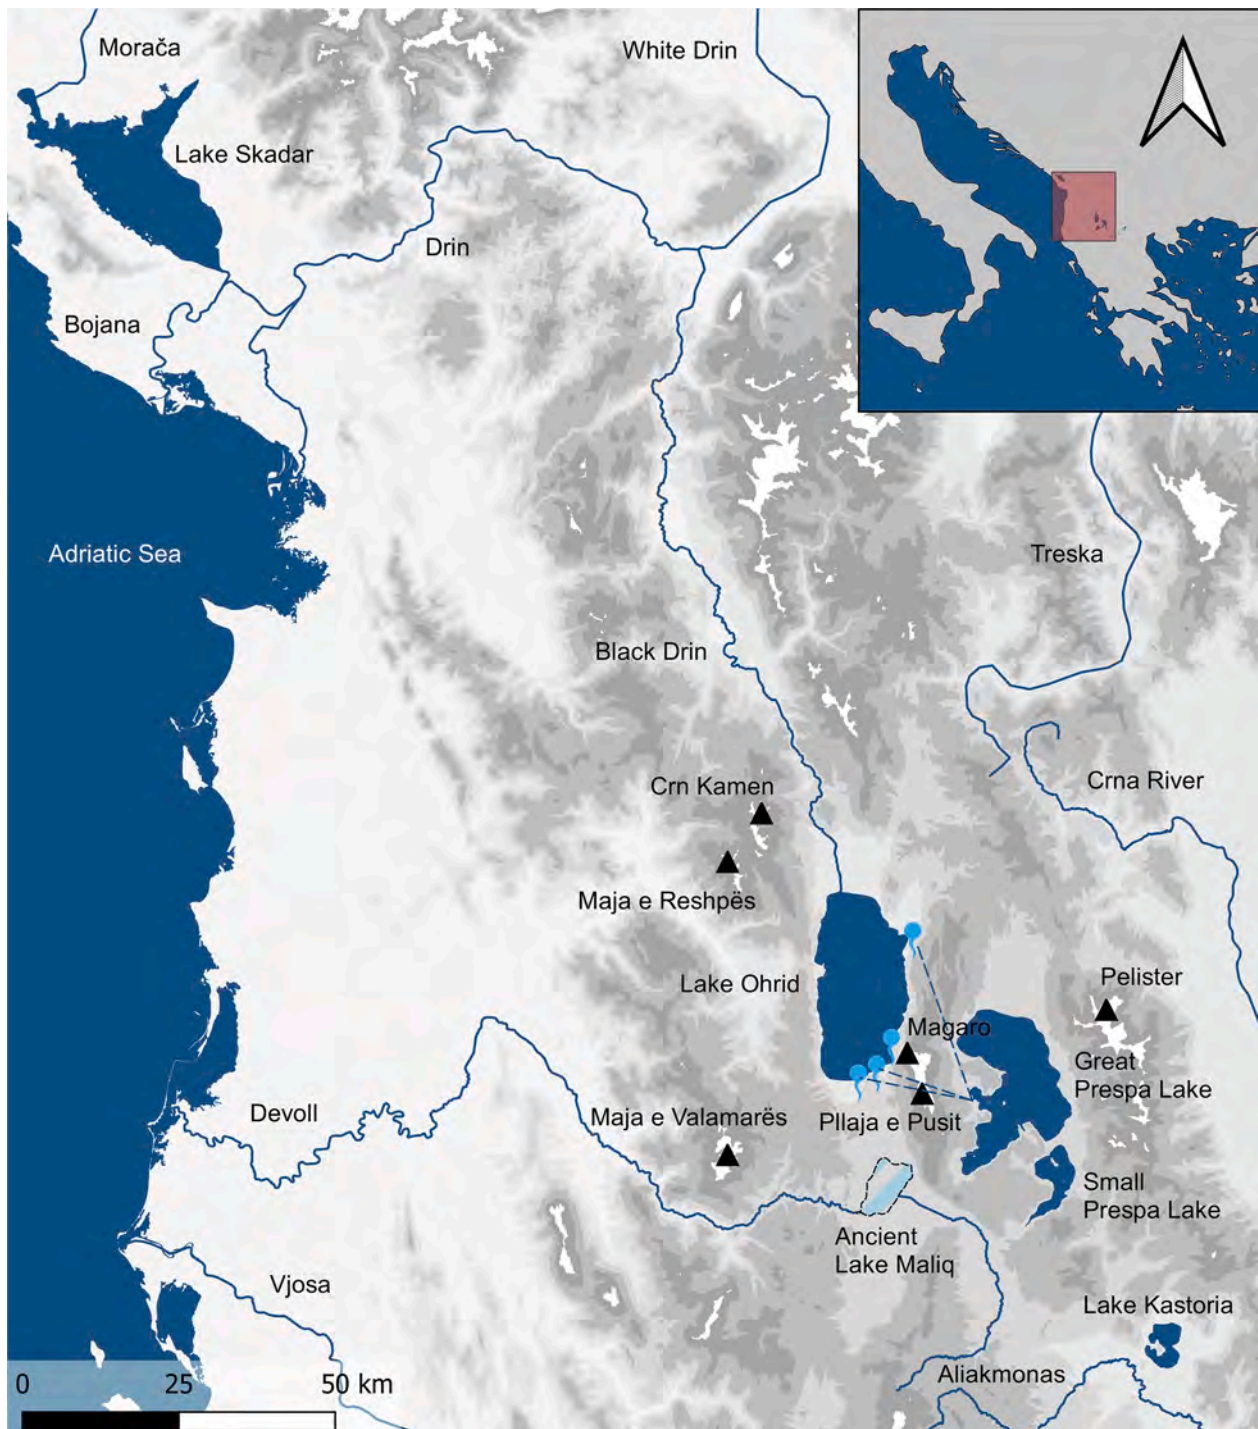 Morača
White Drin
Lake Skadar
Drin
Bojana
Adriatic Sea
Treska
Black Drin
Crn Kamen
Crna River
Maja e Reshpës
Lake Ohrid
Pelister
Magaro
Great
Prespa Lake
Devoll
Maja e Valamarës
Pllaja e Pusit
Small
Prespa Lake
Ancient
Lake Maliq
Vjosa
Lake Kastoria
Aliakmonas
0 25 50 km